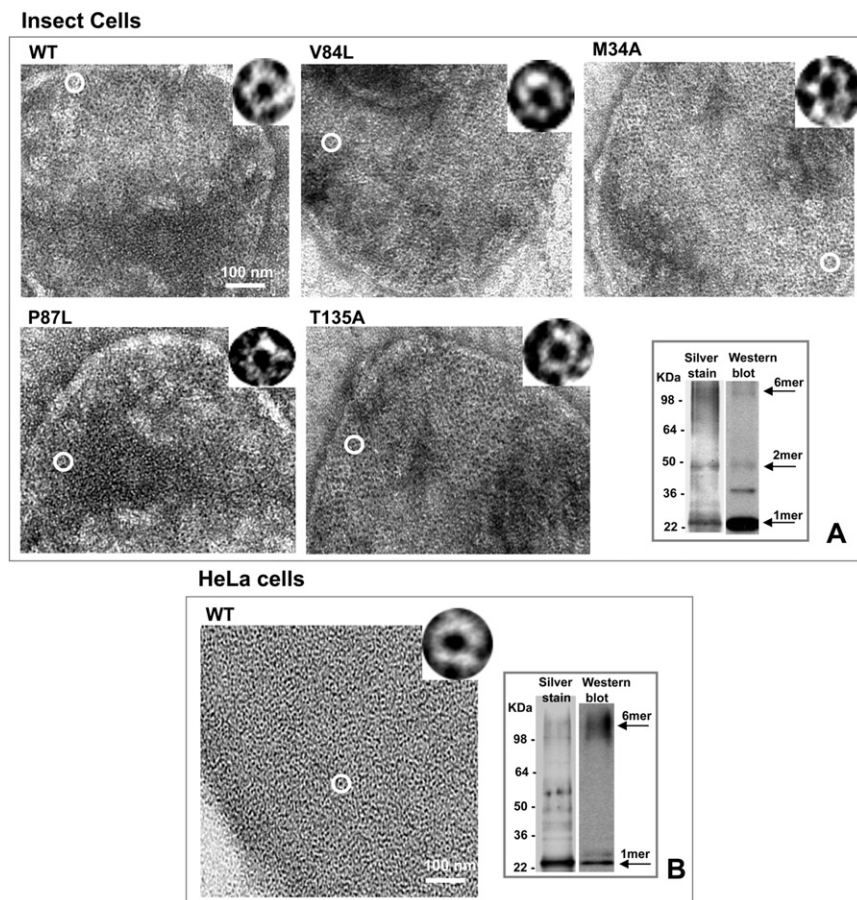 Insect Cells
WT
V84L
M34A
100 nm
P87L
T135A
Silver stain
Western blot
KDa
98 -
64 -
50 -
36 -
22 -
6mer
2mer
1mer
A
HeLa cells
WT
100 nm
Silver stain
Western blot
KDa
98 -
64 -
50 -
36 -
22 -
6mer
1mer
B